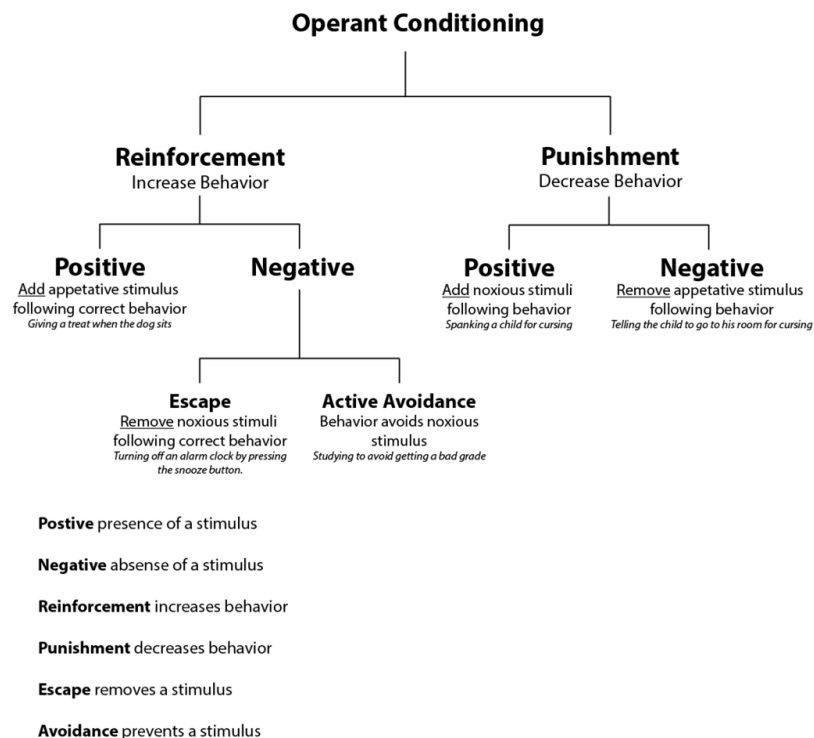 Operant Conditioning
Reinforcement
Increase Behavior
Punishment
Decrease Behavior
Positive
Add appetative stimulus
following correct behavior
Giving a treat when the dog sits
Negative
Positive
Add noxious stimuli
following behavior
Spanking a child for cursing
Negative
Remove appetative stimulus
following behavior
Telling the child to go to his room for cursing
Escape
Remove noxious stimuli
following correct behavior
Turning off an alarm clock by pressing
the snooze button.
Active Avoidance
Behavior avoids noxious
stimulus
Studying to avoid getting a bad grade
Postive presence of a stimulus
Negative absense of a stimulus
Reinforcement increases behavior
Punishment decreases behavior
Escape removes a stimulus
Avoidance prevents a stimulus